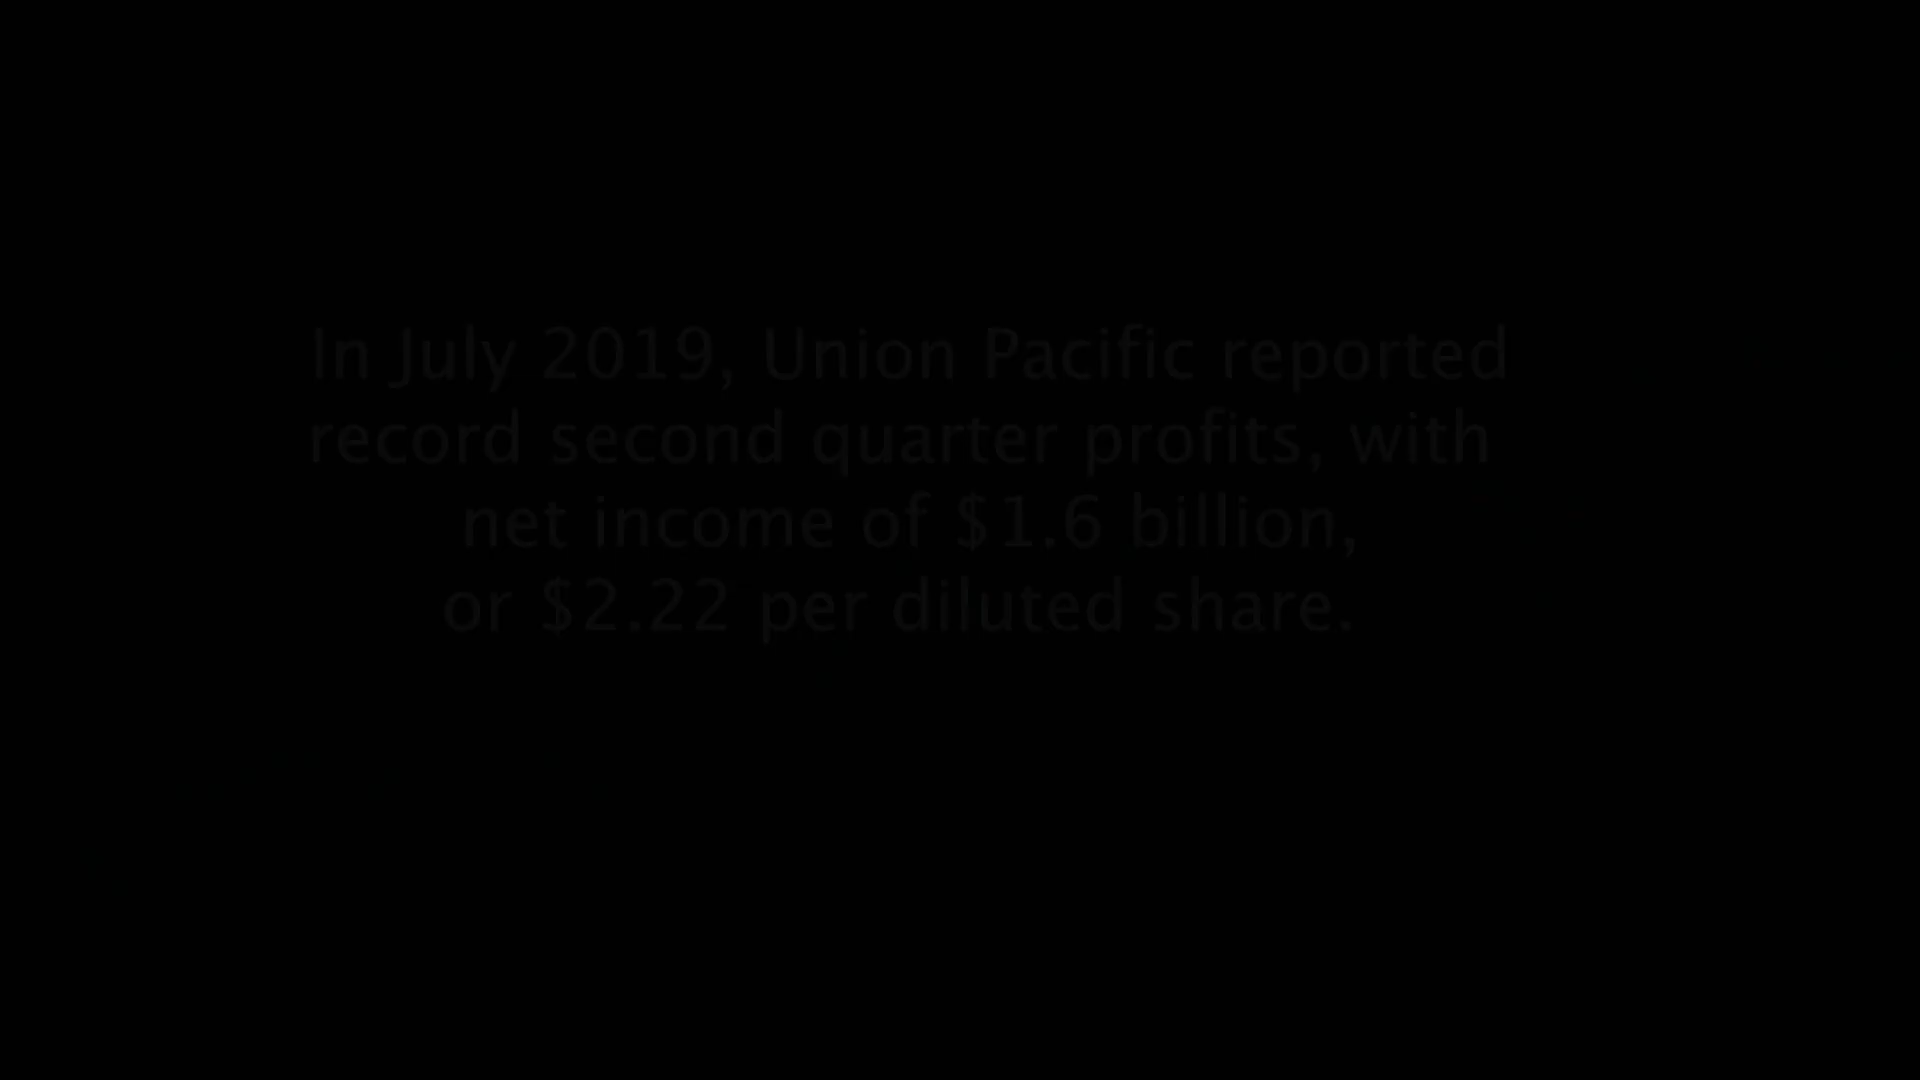 In July 2019, Union Pacific reported
record second quarter profits, with
net income of $1.6 billion,
or $2.22 per diluted share.